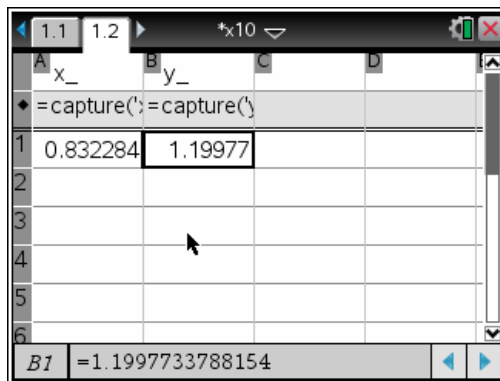 1.1 1.2 *x10
A x_ B y_ C D
=capture(' =capture('y
1 0.832284 1.19977
2
3
4
5
6
B1 =1.1997733788154